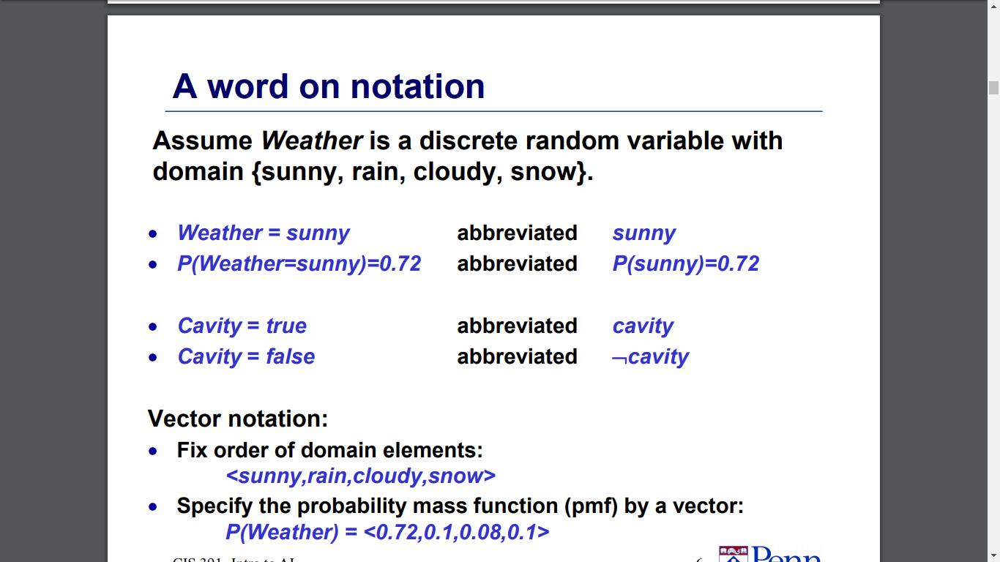 A word on notation
Assume Weather is a discrete random variable with
domain {sunny, rain, cloudy, snow}.
• Weather = sunny abbreviated sunny
• P(Weather=sunny)=0.72 abbreviated P(sunny)=0.72
• Cavity = true abbreviated cavity
• Cavity = false abbreviated ¬cavity
Vector notation:
• Fix order of domain elements:
<sunny,rain,cloudy,snow>
• Specify the probability mass function (pmf) by a vector:
P(Weather) = <0.72,0.1,0.08,0.1>
CIS 391- Intro to AI 6 Penn